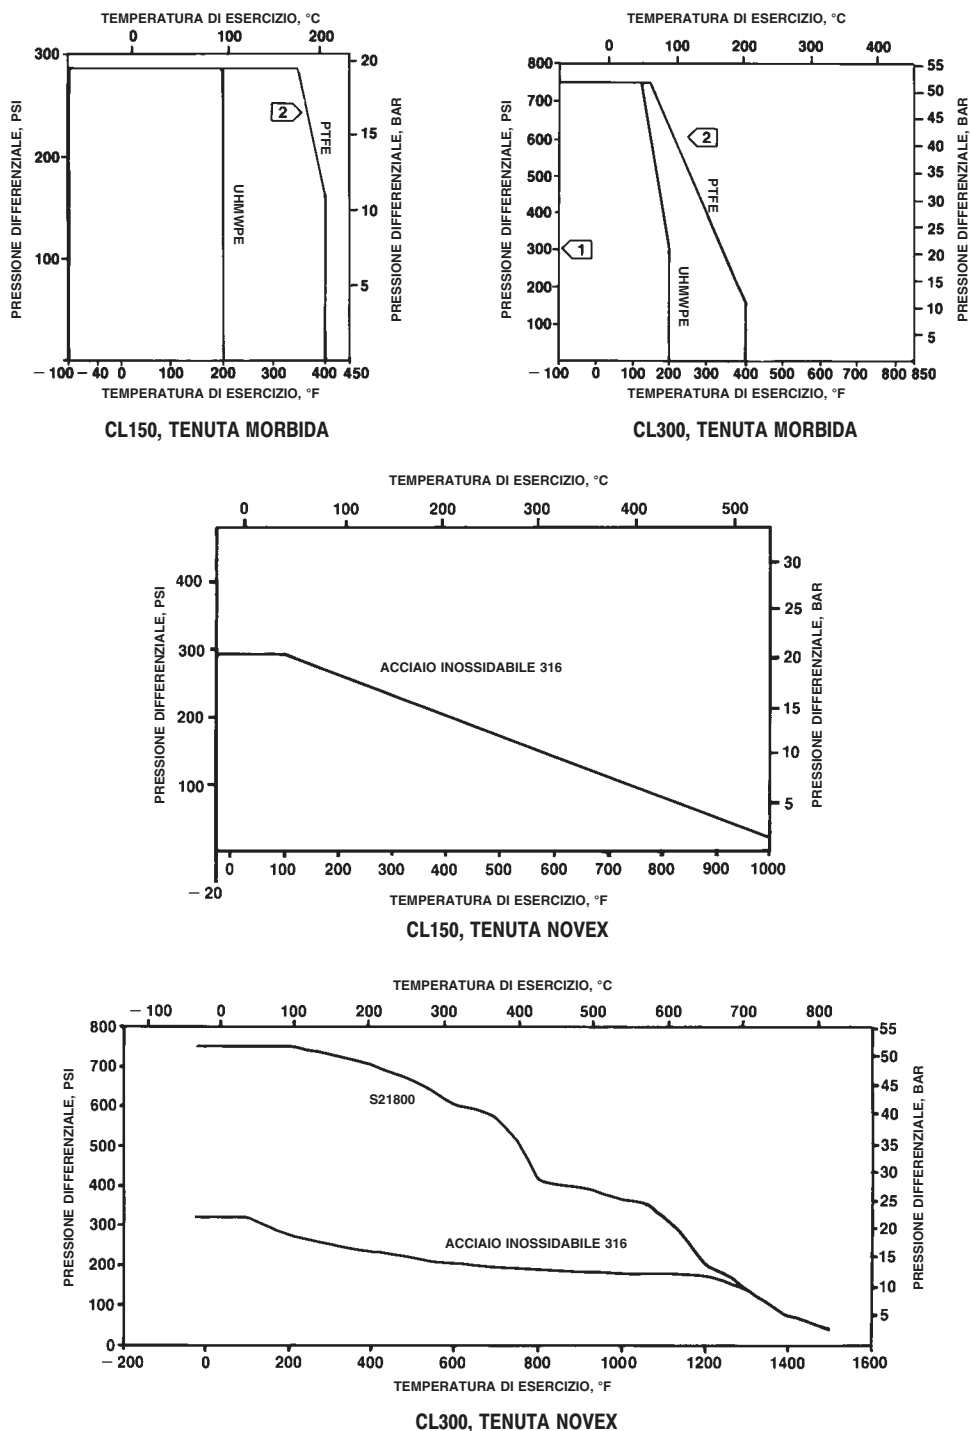 TEMPERATURA DI ESERCIZIO, °C
0 100 200
300
200
100
PRESSIONE DIFFERENZIALE, PSI
2
PTFE
UHMWPE
20
15
10
5
PRESSIONE DIFFERENZIALE, BAR
−100 −40 0 100 200 300 400 450
TEMPERATURA DI ESERCIZIO, °F
CL150, TENUTA MORBIDA
TEMPERATURA DI ESERCIZIO, °C
0 100 200 300 400
800
700
600
500
400
300
200
100
PRESSIONE DIFFERENZIALE, PSI
1
2
PTFE
UHMWPE
55
50
45
40
35
30
25
20
15
10
5
PRESSIONE DIFFERENZIALE, BAR
−100 0 100 200 300 400 500 600 700 800 850
TEMPERATURA DI ESERCIZIO, °F
CL300, TENUTA MORBIDA
TEMPERATURA DI ESERCIZIO, °C
0 100 200 300 400 500
400
300
200
100
PRESSIONE DIFFERENZIALE, PSI
ACCIAIO INOSSIDABILE 316
30
25
20
15
10
5
PRESSIONE DIFFERENZIALE, BAR
0 100 200 300 400 500 600 700 800 900 1000
−20
TEMPERATURA DI ESERCIZIO, °F
CL150, TENUTA NOVEX
TEMPERATURA DI ESERCIZIO, °C
−100 0 100 200 300 400 500 600 700 800
800
700
600
500
400
300
200
100
0
PRESSIONE DIFFERENZIALE, PSI
S21800
ACCIAIO INOSSIDABILE 316
55
50
45
40
35
30
25
20
15
10
5
PRESSIONE DIFFERENZIALE, BAR
−200 0 200 400 600 800 1000 1200 1400 1600
TEMPERATURA DI ESERCIZIO, °F
CL300, TENUTA NOVEX